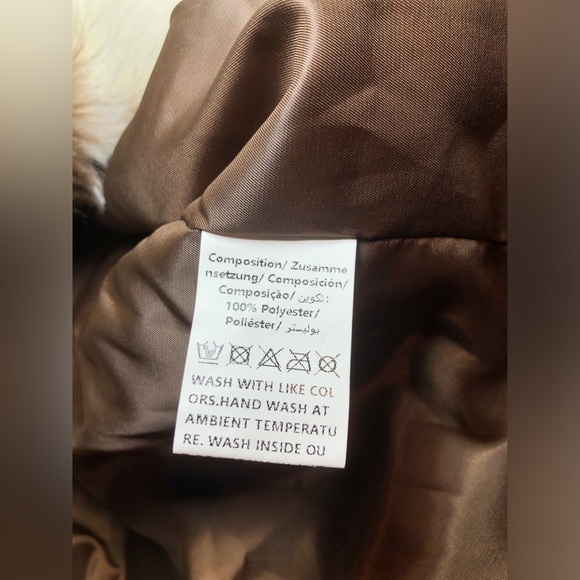 Composition/ Zusamme
nsetzung/ Composición/
Composição/ تكوين:
100% Polyester/
Poliéster/ بوليستر
WASH WITH LIKE COL
ORS.HAND WASH AT
AMBIENT TEMPERATU
RE. WASH INSIDE OU